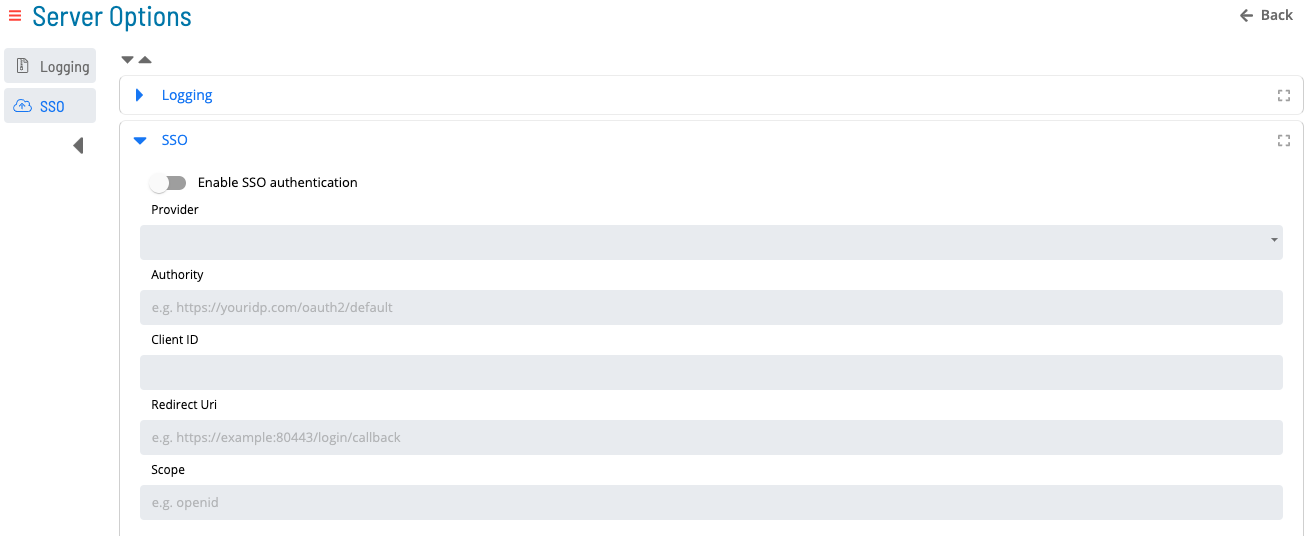 Server Options
Back
Logging
SSO
Logging
SSO
Enable SSO authentication
Provider
Authority
e.g. https://youridp.com/oauth2/default
Client ID
Redirect Uri
e.g. https://example:80443/login/callback
Scope
e.g. openid